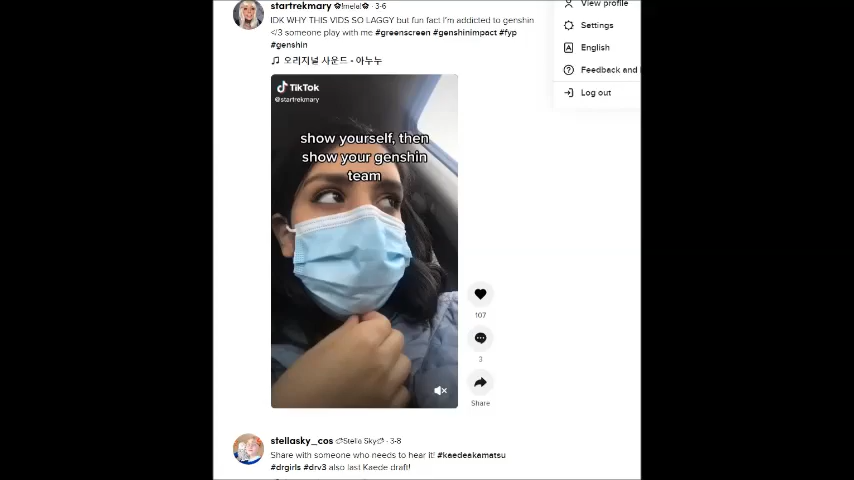 startrekmary ✿!mela!✿ · 3-6
IDK WHY THIS VIDS SO LAGGY but fun fact I'm addicted to genshin
</3 someone play with me #greenscreen #genshinimpact #fyp
#genshin
오리지널 사운드 - 아누누
TikTok
@startrekmary
show yourself, then
show your genshin
team
107
3
Share
View profile
Settings
English
Feedback and
Log out
stellasky_cos Stella Sky · 3-8
Share with someone who needs to hear it! #kaedeakamatsu
#drgirls #drv3 also last Kaede draft!